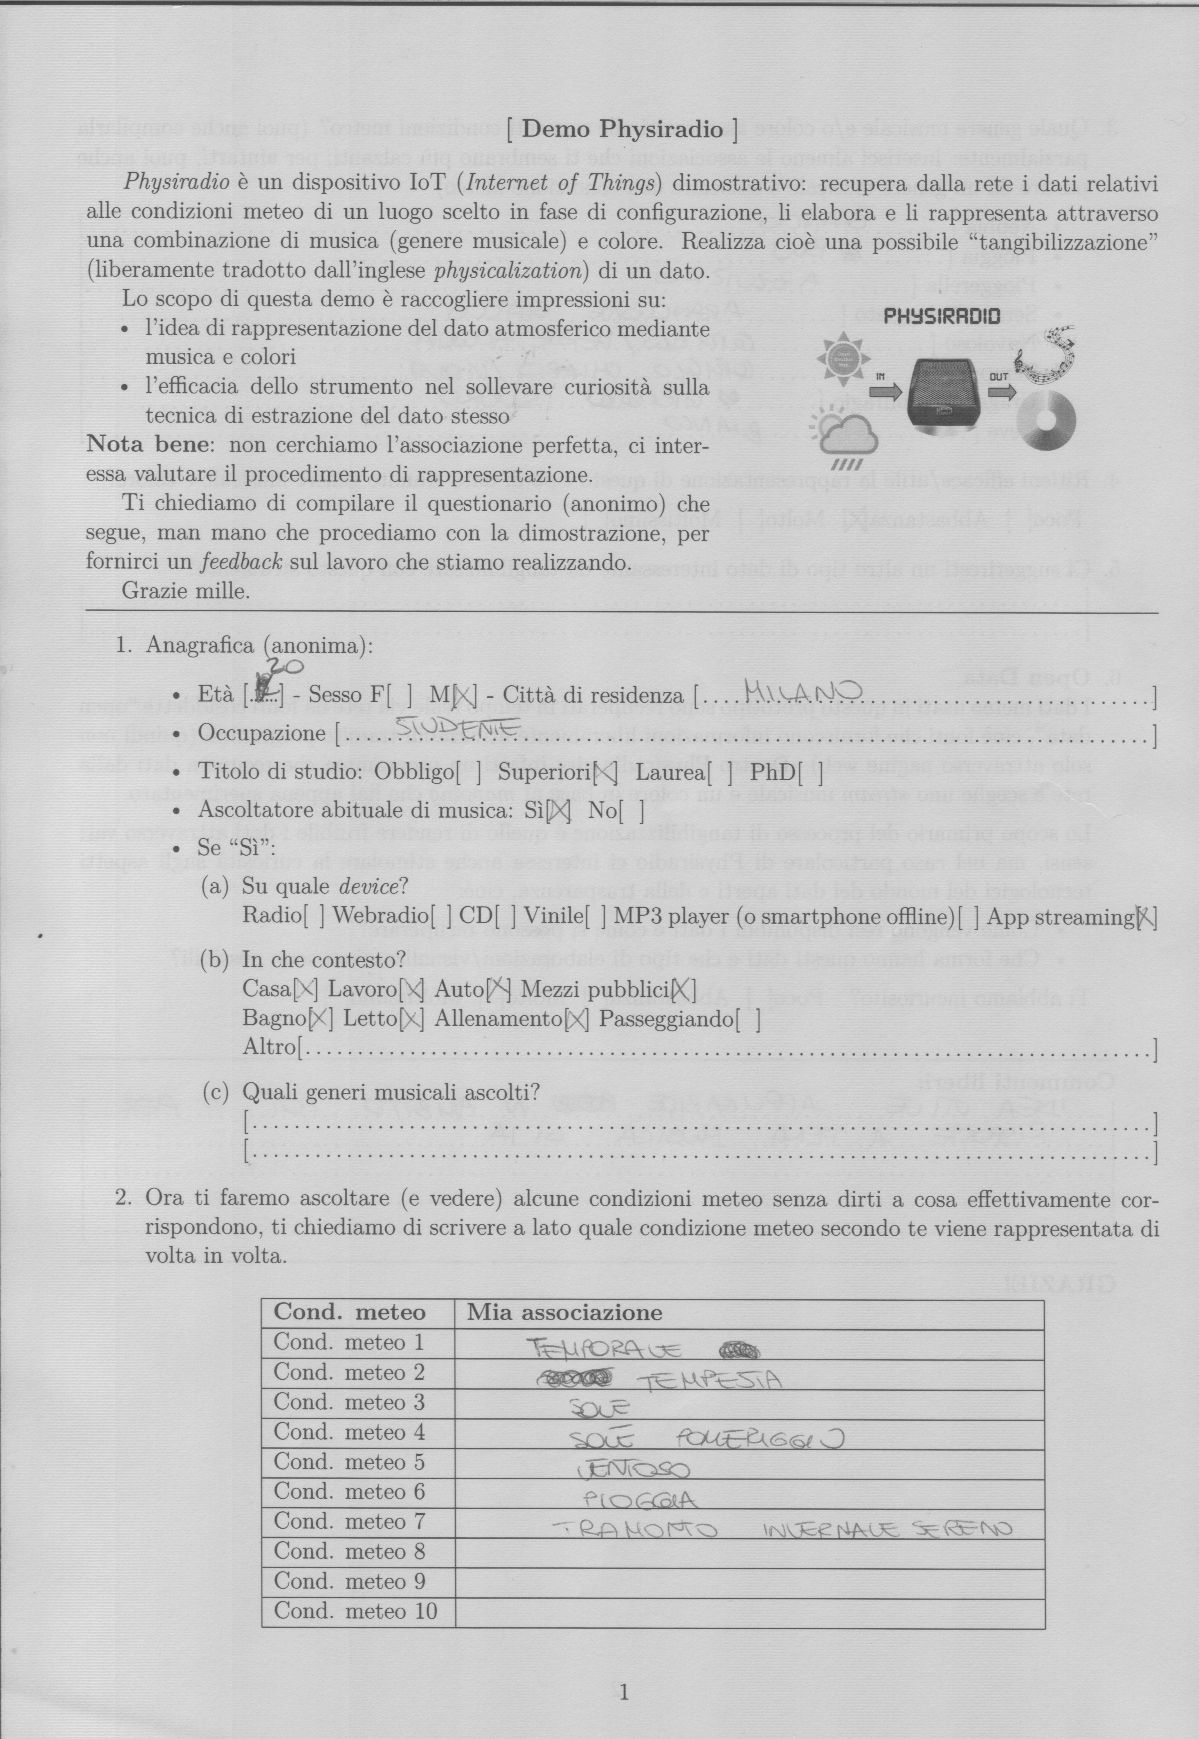 [ Demo Physiradio ]
Physiradio è un dispositivo IoT (Internet of Things) dimostrativo: recupera dalla rete i dati relativi
alle condizioni meteo di un luogo scelto in fase di configurazione, li elabora e li rappresenta attraverso
una combinazione di musica (genere musicale) e colore. Realizza cioè una possibile “tangibilizzazione”
(liberamente tradotto dall'inglese physicalization) di un dato.
Lo scopo di questa demo è raccogliere impressioni su:
• l'idea di rappresentazione del dato atmosferico mediante
musica e colori
• l'efficacia dello strumento nel sollevare curiosità sulla
tecnica di estrazione del dato stesso
Nota bene: non cerchiamo l'associazione perfetta, ci inter-
essa valutare il procedimento di rappresentazione.
Ti chiediamo di compilare il questionario (anonimo) che
segue, man mano che procediamo con la dimostrazione, per
fornirci un feedback sul lavoro che stiamo realizzando.
Grazie mille.
PHYSIRADIO
IN OUT
1. Anagrafica (anonima):
• Età [20] - Sesso F[ ] M[X] - Città di residenza [....MILANO....]
• Occupazione [....STUDENTE....]
• Titolo di studio: Obbligo[ ] Superiori[X] Laurea[ ] PhD[ ]
• Ascoltatore abituale di musica: Sì[X] No[ ]
• Se “Sì”:
(a) Su quale device?
Radio[ ] Webradio[ ] CD[ ] Vinile[ ] MP3 player (o smartphone offline)[ ] App streaming[X]
(b) In che contesto?
Casa[X] Lavoro[X] Auto[X] Mezzi pubblici[X]
Bagno[X] Letto[X] Allenamento[X] Passeggiando[ ]
Altro[....]
(c) Quali generi musicali ascolti?
[....]
[....]
2. Ora ti faremo ascoltare (e vedere) alcune condizioni meteo senza dirti a cosa effettivamente cor-
rispondono, ti chiediamo di scrivere a lato quale condizione meteo secondo te viene rappresentata di
volta in volta.
Cond. meteo Mia associazione
Cond. meteo 1 TEMPORALE
Cond. meteo 2 TEMPESTA
Cond. meteo 3 SOLE
Cond. meteo 4 SOLE POMERIGGIO
Cond. meteo 5 VENTOSO
Cond. meteo 6 PIOGGIA
Cond. meteo 7 TRAMONTO INVERNALE SERENO
Cond. meteo 8
Cond. meteo 9
Cond. meteo 10
1